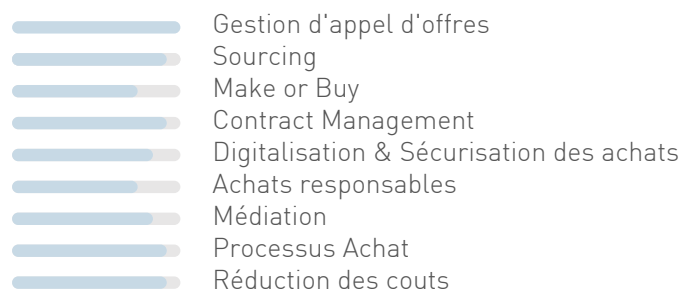 Gestion d'appel d'offres
Sourcing
Make or Buy
Contract Management
Digitalisation & Sécurisation des achats
Achats responsables
Médiation
Processus Achat
Réduction des couts